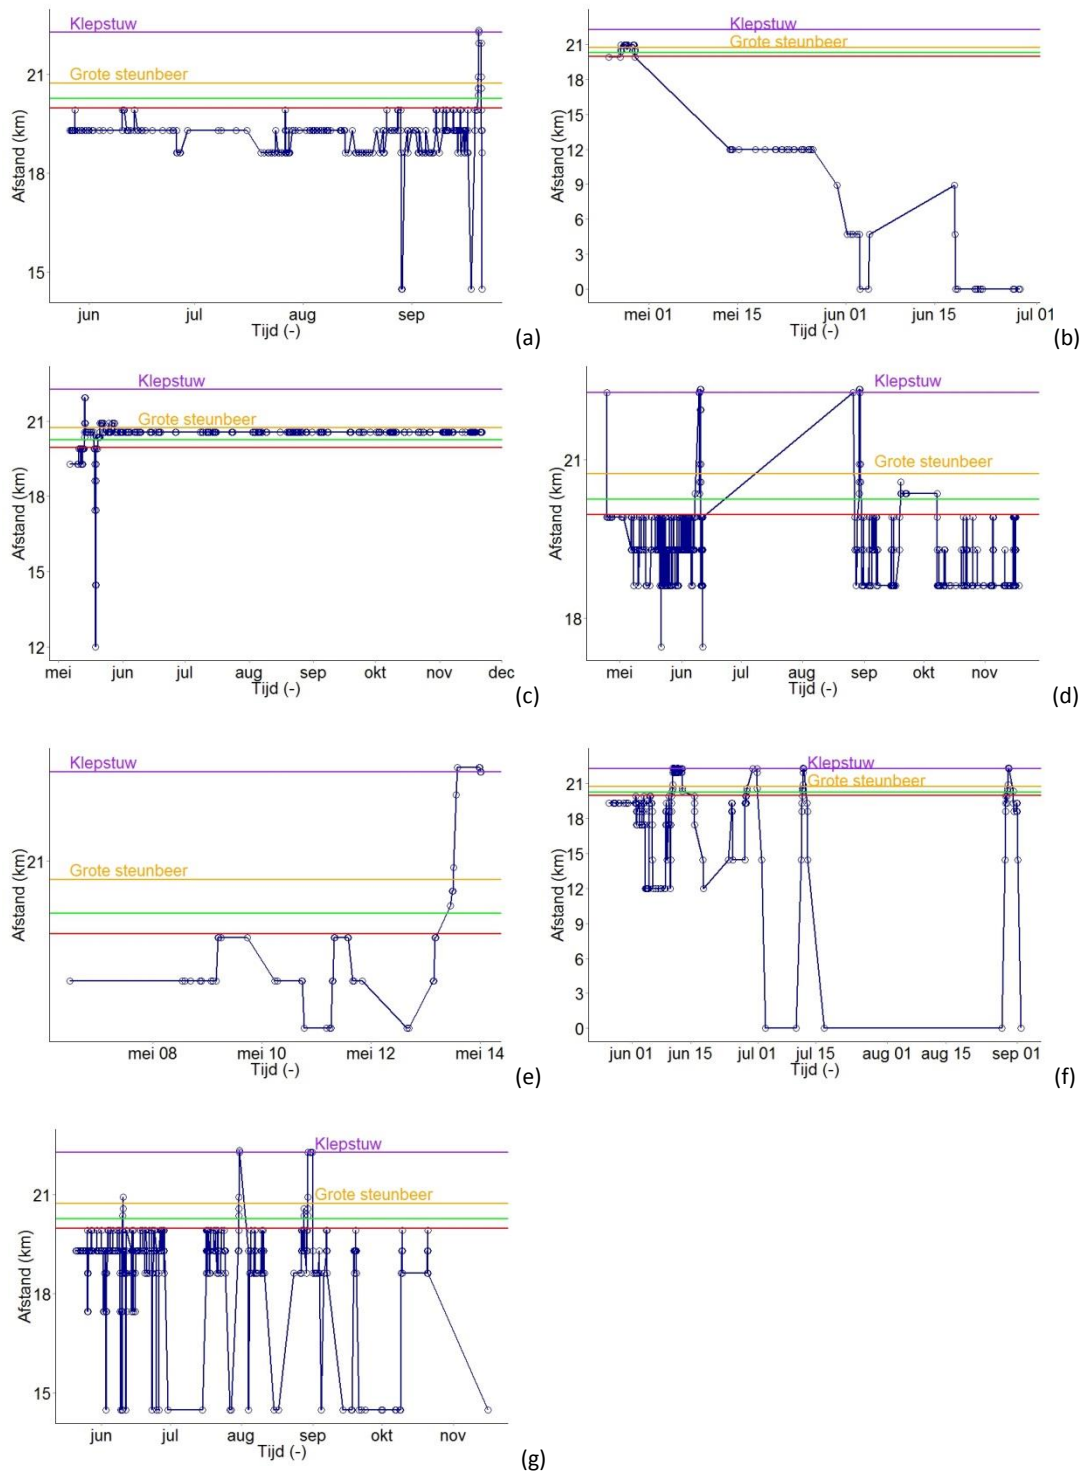 Klepstuw
Grote steunbeer
Afstand (km)
21
18
15
jun jul aug sep
Tijd (-)
(a)
Klepstuw
Grote steunbeer
Afstand (km)
21
18
15
12
9
6
3
0
mei 01 mei 15 jun 01 jun 15 jul 01
Tijd (-)
(b)
Klepstuw
Grote steunbeer
Afstand (km)
21
18
15
12
mei jun jul aug sep okt nov dec
Tijd (-)
(c)
Klepstuw
Grote steunbeer
Afstand (km)
21
18
mei jun jul aug sep okt nov
Tijd (-)
(d)
Klepstuw
Grote steunbeer
Afstand (km)
21
mei 08 mei 10 mei 12 mei 14
Tijd (-)
(e)
Klepstuw
Grote steunbeer
Afstand (km)
21
18
15
12
9
6
3
0
jun 01 jun 15 jul 01 jul 15 aug 01 aug 15 sep 01
Tijd (-)
(f)
Klepstuw
Grote steunbeer
Afstand (km)
21
18
15
jun jul aug sep okt nov
Tijd (-)
(g)